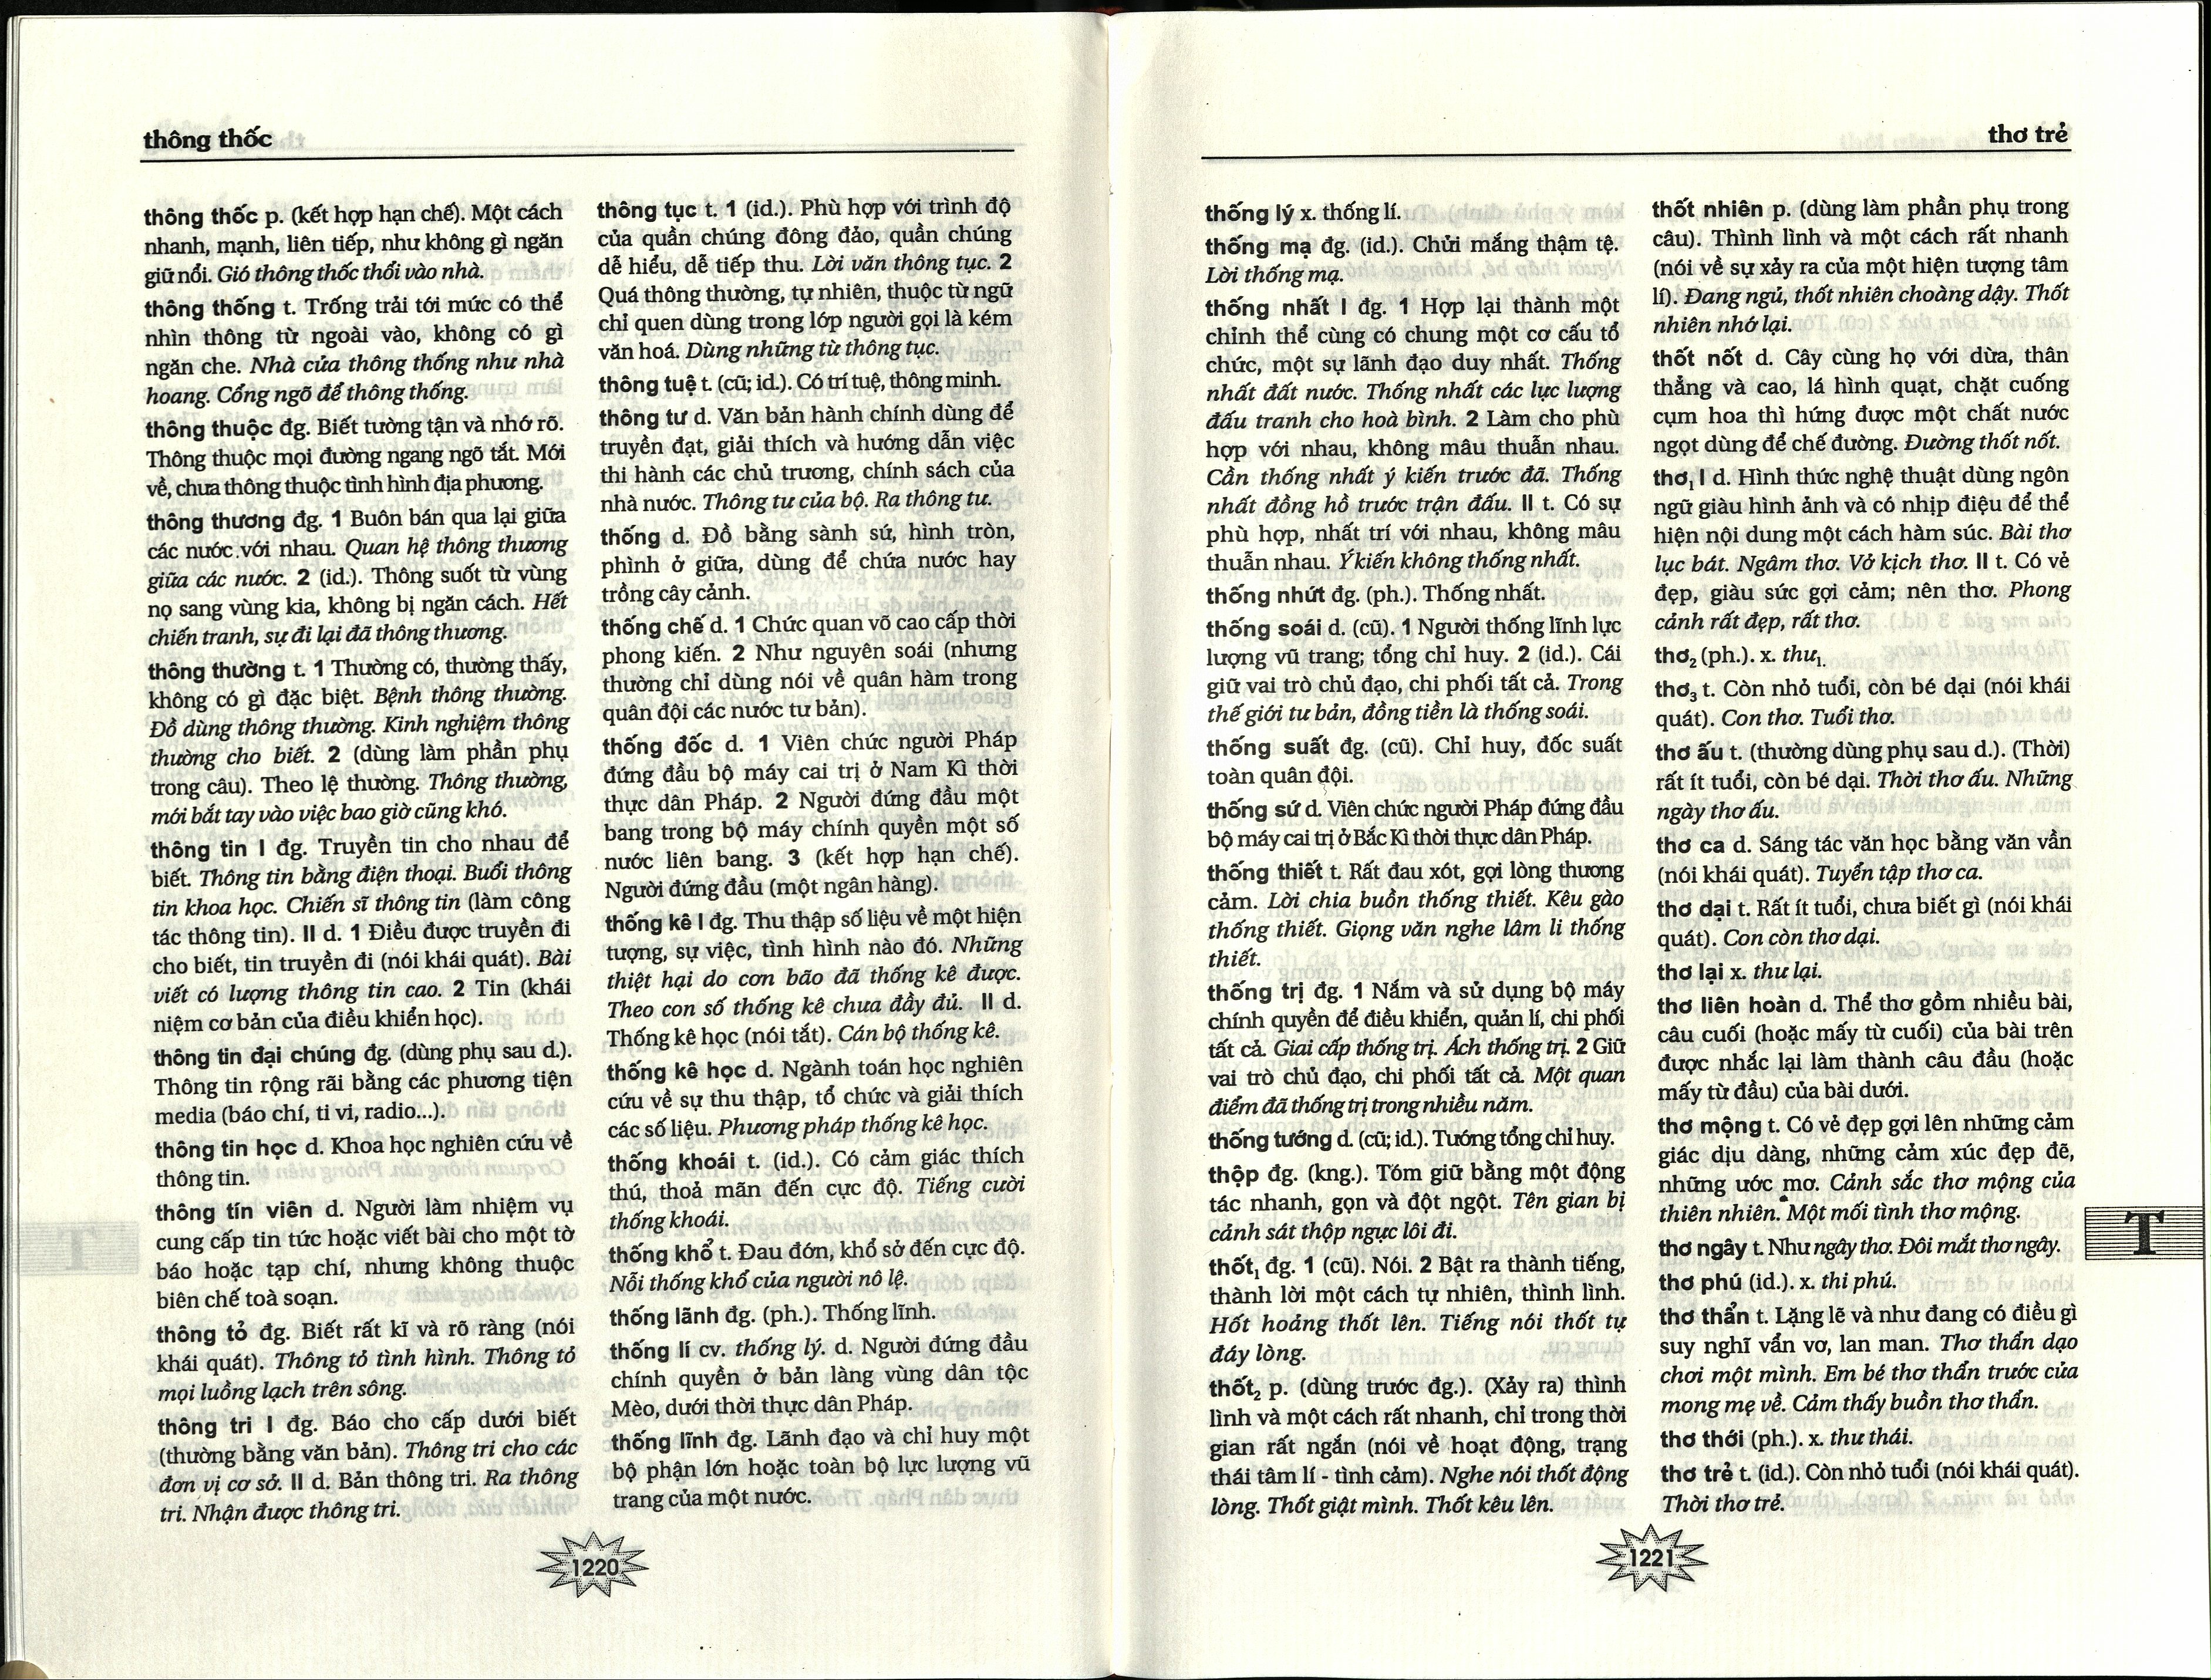 thông thốc
thông thốc p. (kết hợp hạn chế). Một cách
nhanh, mạnh, liên tiếp, như không gì ngăn
giữ nổi. Gió thông thốc thổi vào nhà.
thông thống t. Trống trải tới mức có thể
nhìn thông từ ngoài vào, không có gì
ngăn che. Nhà cửa thông thống như nhà
hoang. Cổng ngõ để thông thống.
thông thuộc đg. Biết tường tận và nhớ rõ.
Thông thuộc mọi đường ngang ngõ tắt. Mới
về, chưa thông thuộc tình hình địa phương.
thông thương đg. 1 Buôn bán qua lại giữa
các nước với nhau. Quan hệ thông thương
giữa các nước. 2 (id.). Thông suốt từ vùng
nọ sang vùng kia, không bị ngăn cách. Hết
chiến tranh, sự đi lại đã thông thương.
thông thường t. 1 Thường có, thường thấy,
không có gì đặc biệt. Bệnh thông thường.
Đồ dùng thông thường. Kinh nghiệm thông
thường cho biết. 2 (dùng làm phần phụ
trong câu). Theo lệ thường. Thông thường,
mới bắt tay vào việc bao giờ cũng khó.
thông tin I đg. Truyền tin cho nhau để
biết. Thông tin bằng điện thoại. Buổi thông
tin khoa học. Chiến sĩ thông tin (làm công
tác thông tin). II d. 1 Điều được truyền đi
cho biết, tin truyền đi (nói khái quát). Bài
viết có lượng thông tin cao. 2 Tin (khái
niệm cơ bản của điều khiển học).
thông tin đại chúng đg. (dùng phụ sau d.).
Thông tin rộng rãi bằng các phương tiện
media (báo chí, ti vi, radio...).
thông tin học d. Khoa học nghiên cứu về
thông tin.
thông tín viên d. Người làm nhiệm vụ
cung cấp tin tức hoặc viết bài cho một tờ
báo hoặc tạp chí, nhưng không thuộc
biên chế toà soạn.
thông tỏ đg. Biết rất kĩ và rõ ràng (nói
khái quát). Thông tỏ tình hình. Thông tỏ
mọi luồng lạch trên sông.
thông tri I đg. Báo cho cấp dưới biết
(thường bằng văn bản). Thông tri cho các
đơn vị cơ sở. II d. Bản thông tri. Ra thông
tri. Nhận được thông tri.
thông tục t. 1 (id.). Phù hợp với trình độ
của quần chúng đông đảo, quần chúng
dễ hiểu, dễ tiếp thu. Lời văn thông tục. 2
Quá thông thường, tự nhiên, thuộc từ ngữ
chỉ quen dùng trong lớp người gọi là kém
văn hoá. Dùng những từ thông tục.
thông tuệ t. (cũ; id.). Có trí tuệ, thông minh.
thông tư d. Văn bản hành chính dùng để
truyền đạt, giải thích và hướng dẫn việc
thi hành các chủ trương, chính sách của
nhà nước. Thông tư của bộ. Ra thông tư.
thống d. Đồ bằng sành sứ, hình tròn,
phình ở giữa, dùng để chứa nước hay
trồng cây cảnh.
thống chế d. 1 Chức quan võ cao cấp thời
phong kiến. 2 Như nguyên soái (nhưng
thường chỉ dùng nói về quân hàm trong
quân đội các nước tư bản).
thống đốc d. 1 Viên chức người Pháp
đứng đầu bộ máy cai trị ở Nam Kì thời
thực dân Pháp. 2 Người đứng đầu một
bang trong bộ máy chính quyền một số
nước liên bang. 3 (kết hợp hạn chế).
Người đứng đầu (một ngân hàng).
thống kê I đg. Thu thập số liệu về một hiện
tượng, sự việc, tình hình nào đó. Những
thiệt hại do cơn bão đã thống kê được.
Theo con số thống kê chưa đầy đủ. II d.
Thống kê học (nói tắt). Cán bộ thống kê.
thống kê học d. Ngành toán học nghiên
cứu về sự thu thập, tổ chức và giải thích
các số liệu. Phương pháp thống kê học.
thống khoái t. (id.). Có cảm giác thích
thú, thoả mãn đến cực độ. Tiếng cười
thống khoái.
thống khổ t. Đau đớn, khổ sở đến cực độ.
Nỗi thống khổ của người nô lệ.
thống lãnh đg. (ph.). Thống lĩnh.
thống lí cv. thống lý. d. Người đứng đầu
chính quyền ở bản làng vùng dân tộc
Mèo, dưới thời thực dân Pháp.
thống lĩnh đg. Lãnh đạo và chỉ huy một
bộ phận lớn hoặc toàn bộ lực lượng vũ
trang của một nước.
1220
thơ trẻ
thống lý x. thống lí.
thống mạ đg. (id.). Chửi mắng thậm tệ.
Lời thống mạ.
thống nhất I đg. 1 Hợp lại thành một
chỉnh thể cùng có chung một cơ cấu tổ
chức, một sự lãnh đạo duy nhất. Thống
nhất đất nước. Thống nhất các lực lượng
đấu tranh cho hoà bình. 2 Làm cho phù
hợp với nhau, không mâu thuẫn nhau.
Cần thống nhất ý kiến trước đã. Thống
nhất đồng hồ trước trận đấu. II t. Có sự
phù hợp, nhất trí với nhau, không mâu
thuẫn nhau. Ý kiến không thống nhất.
thống nhứt đg. (ph.). Thống nhất.
thống soái d. (cũ). 1 Người thống lĩnh lực
lượng vũ trang; tổng chỉ huy. 2 (id.). Cái
giữ vai trò chủ đạo, chi phối tất cả. Trong
thế giới tư bản, đồng tiền là thống soái.
thống suất đg. (cũ). Chỉ huy, đốc suất
toàn quân đội.
thống sứ d. Viên chức người Pháp đứng đầu
bộ máy cai trị ở Bắc Kì thời thực dân Pháp.
thống thiết t. Rất đau xót, gợi lòng thương
cảm. Lời chia buồn thống thiết. Kêu gào
thống thiết. Giọng văn nghe lâm li thống
thiết.
thống trị đg. 1 Nắm và sử dụng bộ máy
chính quyền để điều khiển, quản lí, chi phối
tất cả. Giai cấp thống trị. Ách thống trị. 2 Giữ
vai trò chủ đạo, chi phối tất cả. Một quan
điểm đã thống trị trong nhiều năm.
thống tướng d. (cũ; id.). Tướng tổng chỉ huy.
thộp đg. (kng.). Tóm giữ bằng một động
tác nhanh, gọn và đột ngột. Tên gian bị
cảnh sát thộp ngực lôi đi.
thốt₁ đg. 1 (cũ). Nói. 2 Bật ra thành tiếng,
thành lời một cách tự nhiên, thình lình.
Hốt hoảng thốt lên. Tiếng nói thốt tự
đáy lòng.
thốt₂ p. (dùng trước đg.). (Xảy ra) thình
lình và một cách rất nhanh, chỉ trong thời
gian rất ngắn (nói về hoạt động, trạng
thái tâm lí - tình cảm). Nghe nói thốt động
lòng. Thốt giật mình. Thốt kêu lên.
thốt nhiên p. (dùng làm phần phụ trong
câu). Thình lình và một cách rất nhanh
(nói về sự xảy ra của một hiện tượng tâm
lí). Đang ngủ, thốt nhiên choàng dậy. Thốt
nhiên nhớ lại.
thốt nốt d. Cây cùng họ với dừa, thân
thẳng và cao, lá hình quạt, chặt cuống
cụm hoa thì hứng được một chất nước
ngọt dùng để chế đường. Đường thốt nốt.
thơ₁ I d. Hình thức nghệ thuật dùng ngôn
ngữ giàu hình ảnh và có nhịp điệu để thể
hiện nội dung một cách hàm súc. Bài thơ
lục bát. Ngâm thơ. Vở kịch thơ. II t. Có vẻ
đẹp, giàu sức gợi cảm; nên thơ. Phong
cảnh rất đẹp, rất thơ.
thơ₂ (ph.). x. thư₁.
thơ₃ t. Còn nhỏ tuổi, còn bé dại (nói khái
quát). Con thơ. Tuổi thơ.
thơ ấu t. (thường dùng phụ sau d.). (Thời)
rất ít tuổi, còn bé dại. Thời thơ ấu. Những
ngày thơ ấu.
thơ ca d. Sáng tác văn học bằng văn vần
(nói khái quát). Tuyển tập thơ ca.
thơ dại t. Rất ít tuổi, chưa biết gì (nói khái
quát). Con còn thơ dại.
thơ lại x. thư lại.
thơ liên hoàn d. Thể thơ gồm nhiều bài,
câu cuối (hoặc mấy từ cuối) của bài trên
được nhắc lại làm thành câu đầu (hoặc
mấy từ đầu) của bài dưới.
thơ mộng t. Có vẻ đẹp gợi lên những cảm
giác dịu dàng, những cảm xúc đẹp đẽ,
những ước mơ. Cảnh sắc thơ mộng của
thiên nhiên. Một mối tình thơ mộng.
thơ ngây t. Như ngây thơ. Đôi mắt thơ ngây.
thơ phú (id.). x. thi phú.
thơ thẩn t. Lặng lẽ và như đang có điều gì
suy nghĩ vẩn vơ, lan man. Thơ thẩn dạo
chơi một mình. Em bé thơ thẩn trước cửa
mong mẹ về. Cảm thấy buồn thơ thẩn.
thơ thới (ph.). x. thư thái.
thơ trẻ t. (id.). Còn nhỏ tuổi (nói khái quát).
Thời thơ trẻ.
T
1221